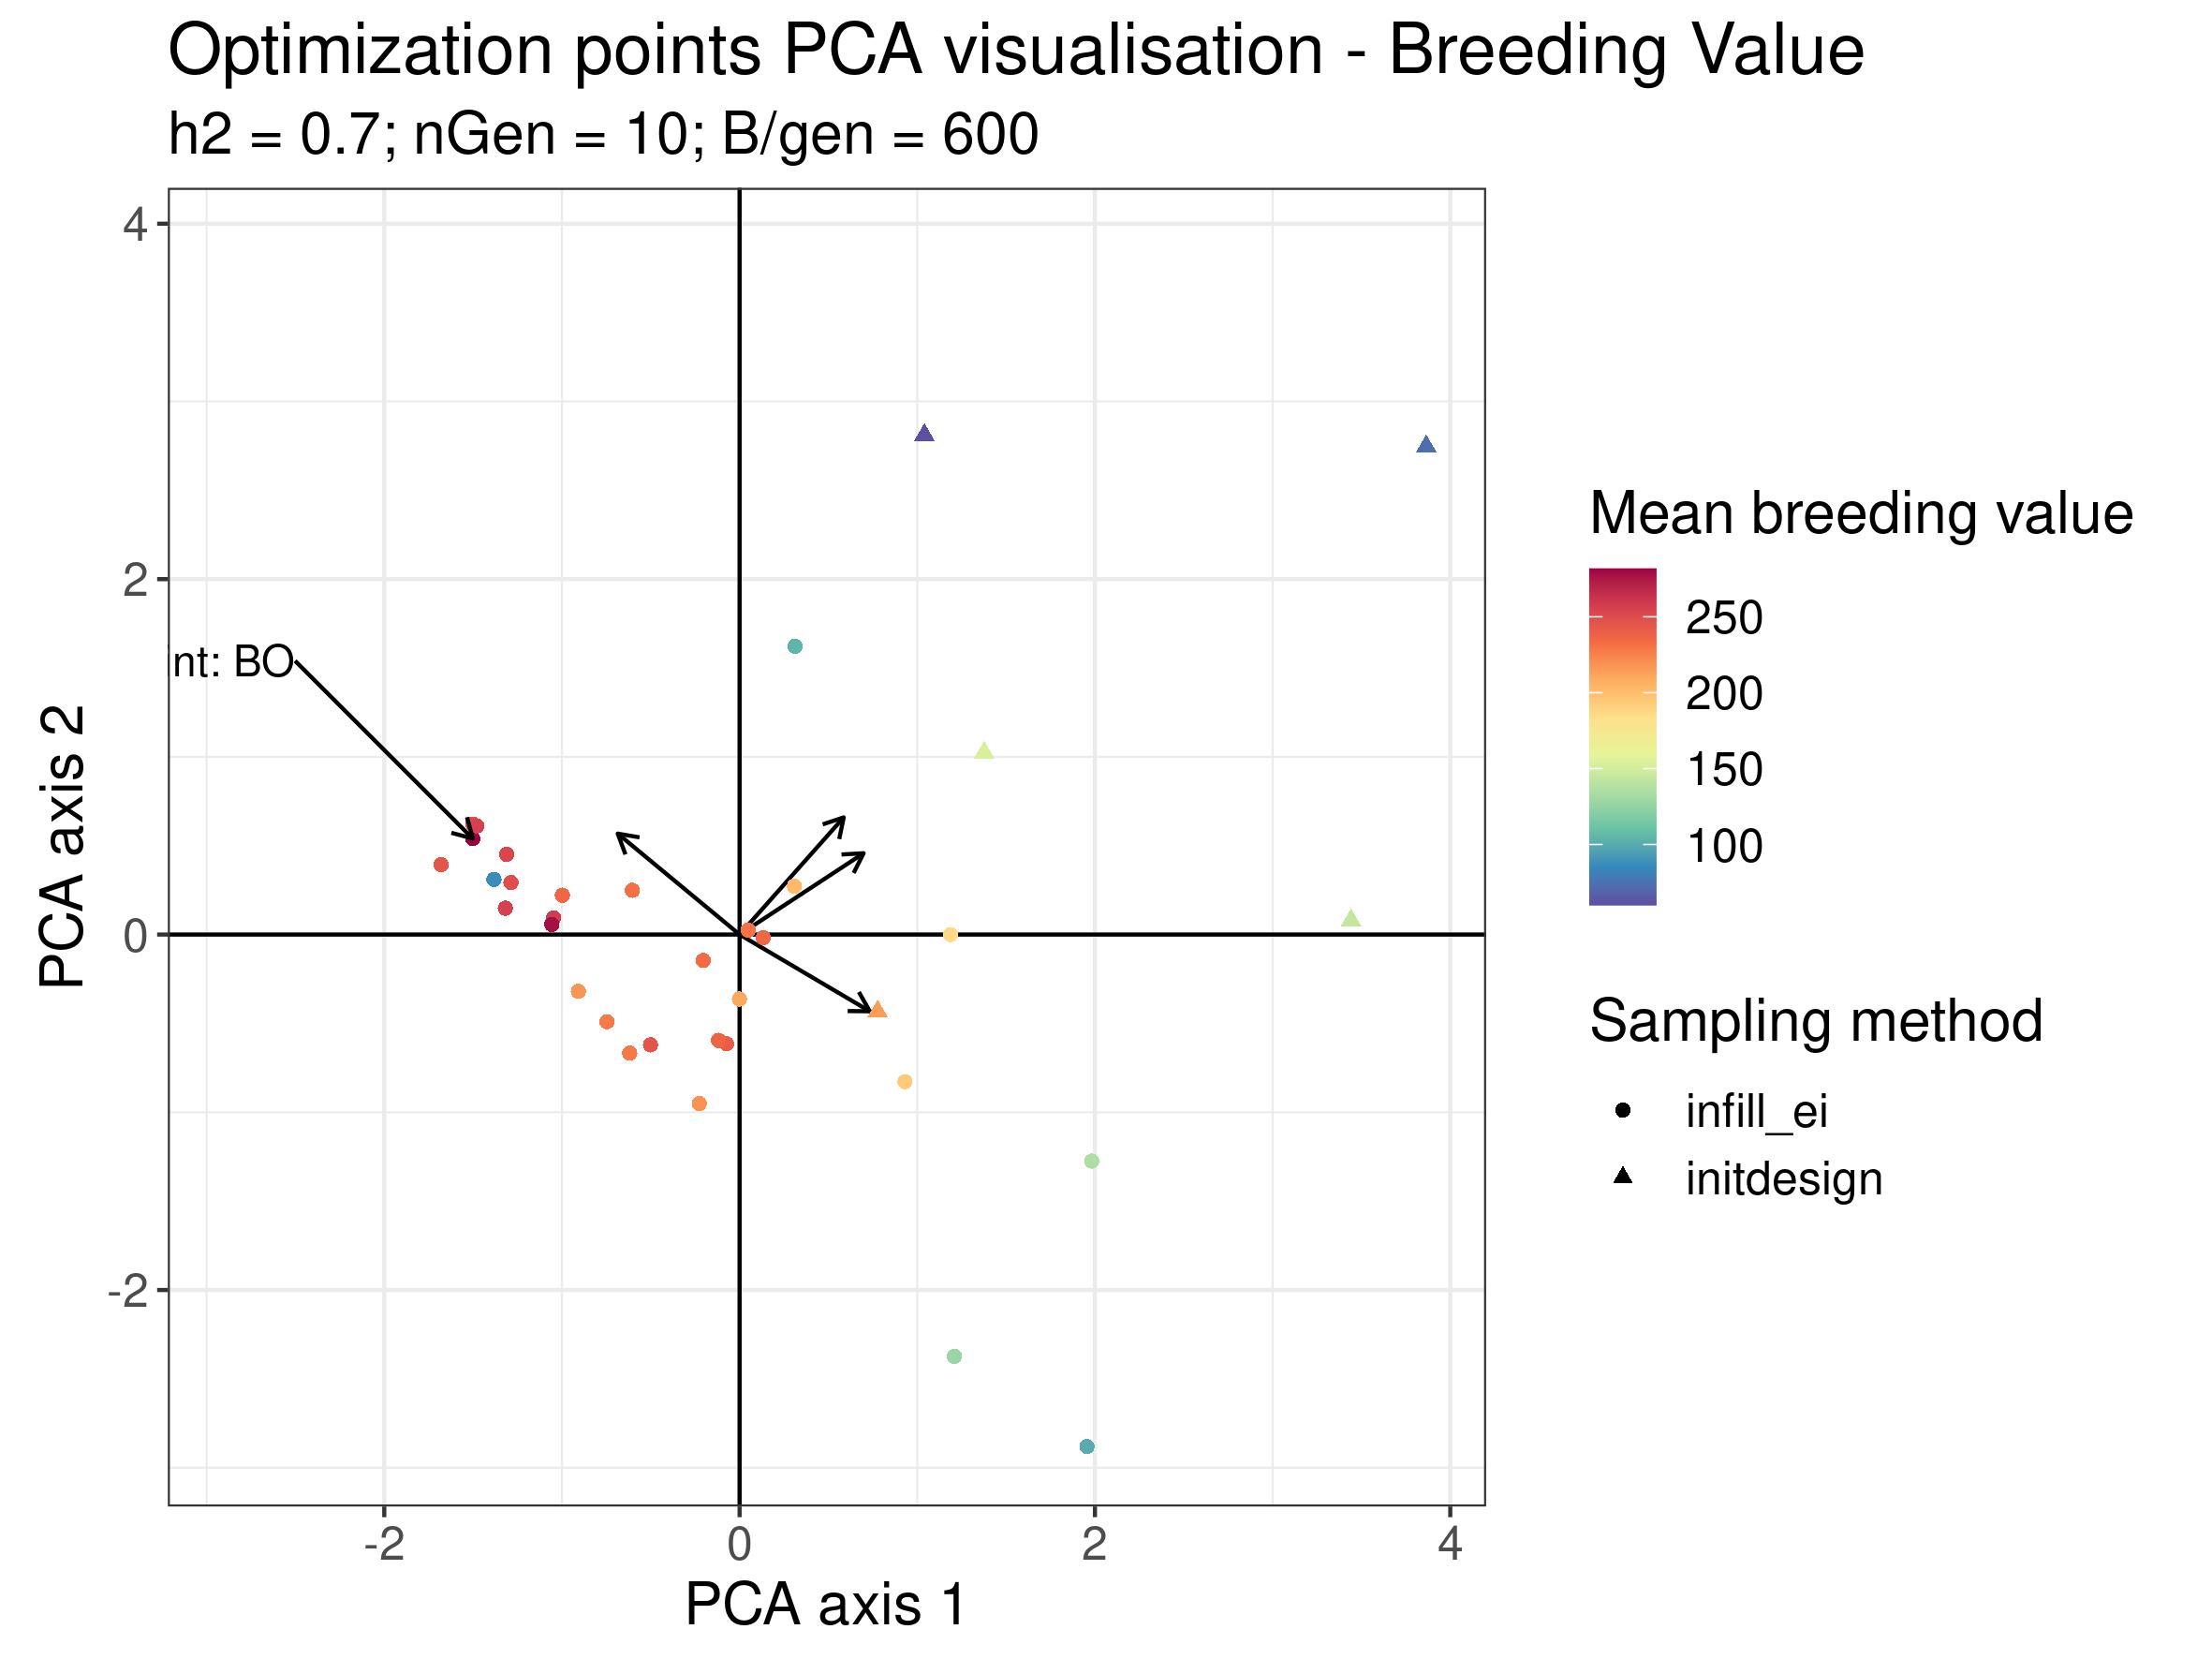 Optimization points PCA visualisation - Breeding Value
h2 = 0.7; nGen = 10; B/gen = 600
4
2
0
-2
PCA axis 2
nt: BO
-2
0
2
4
PCA axis 1
Mean breeding value
250
200
150
100
Sampling method
infill_ei
initdesign